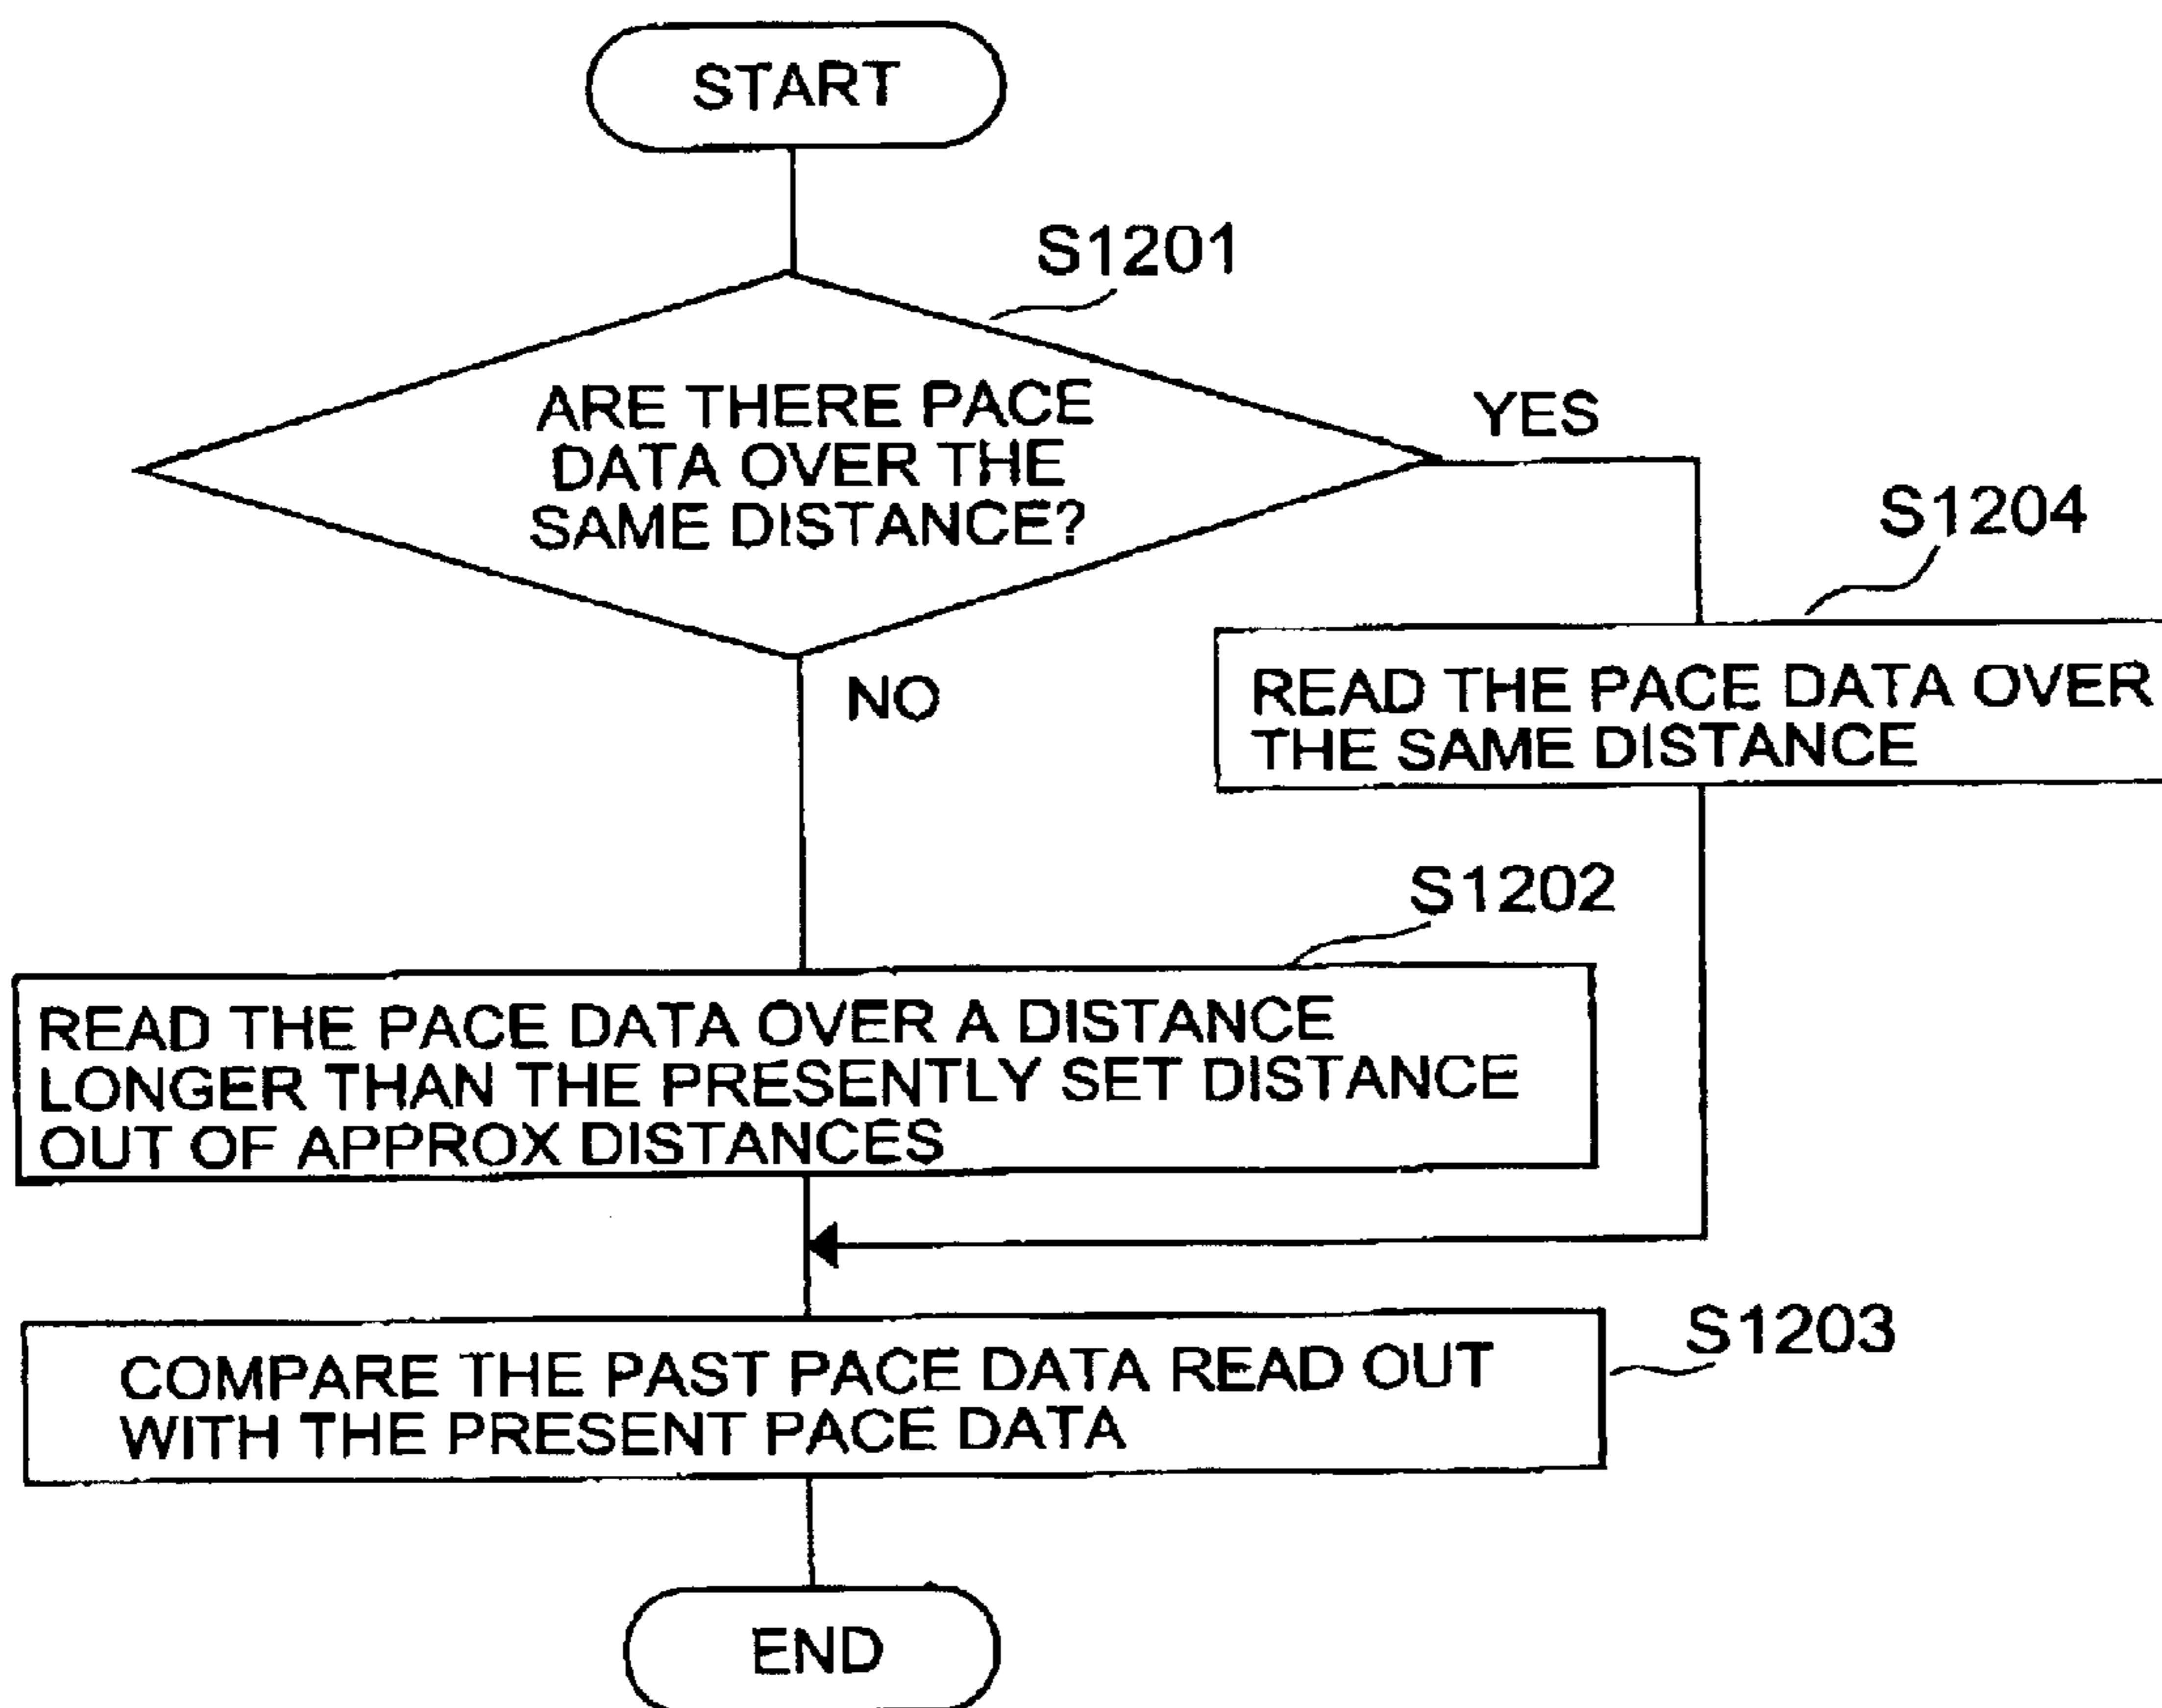 START
S1201
ARE THERE PACE
DATA OVER THE
SAME DISTANCE?
YES
S1204
NO
READ THE PACE DATA OVER
THE SAME DISTANCE
S1202
READ THE PACE DATA OVER A DISTANCE
LONGER THAN THE PRESENTLY SET DISTANCE
OUT OF APPROX DISTANCES
S1203
COMPARE THE PAST PACE DATA READ OUT
WITH THE PRESENT PACE DATA
END